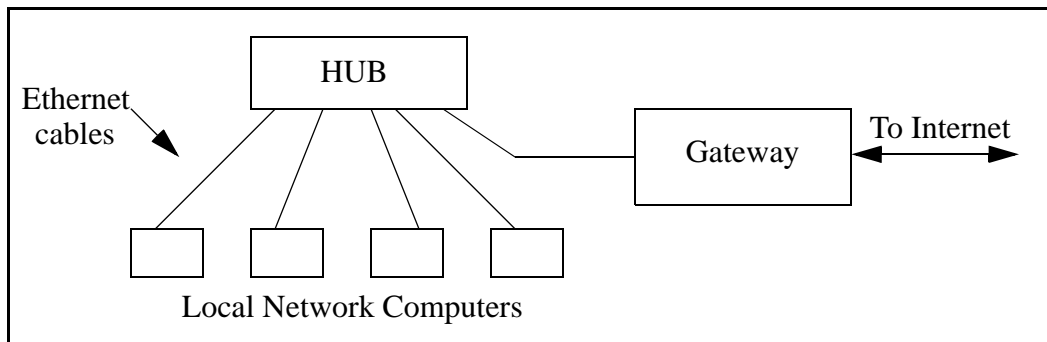 HUB
Ethernet
cables
Gateway
To Internet
Local Network Computers